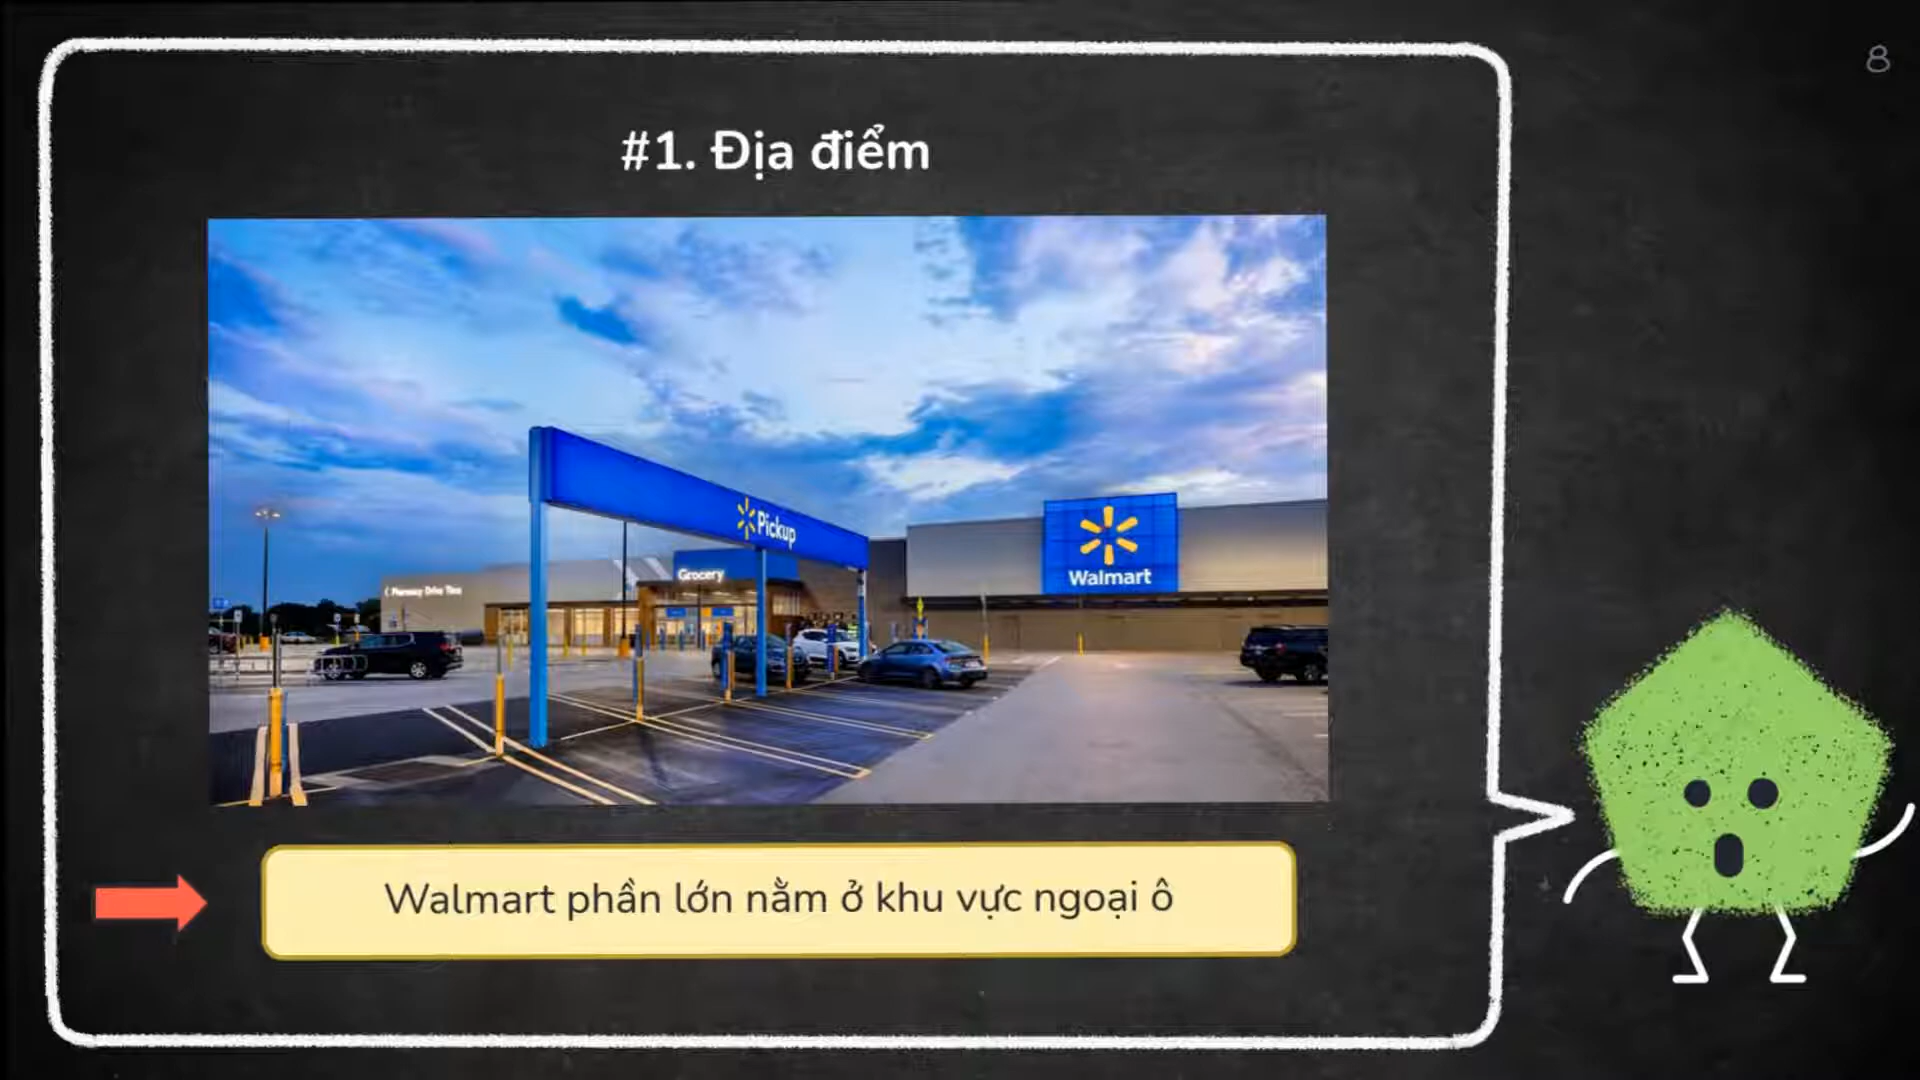 8
#1. Địa điểm
Pickup
Grocery
Walmart
Walmart phần lớn nằm ở khu vực ngoại ô